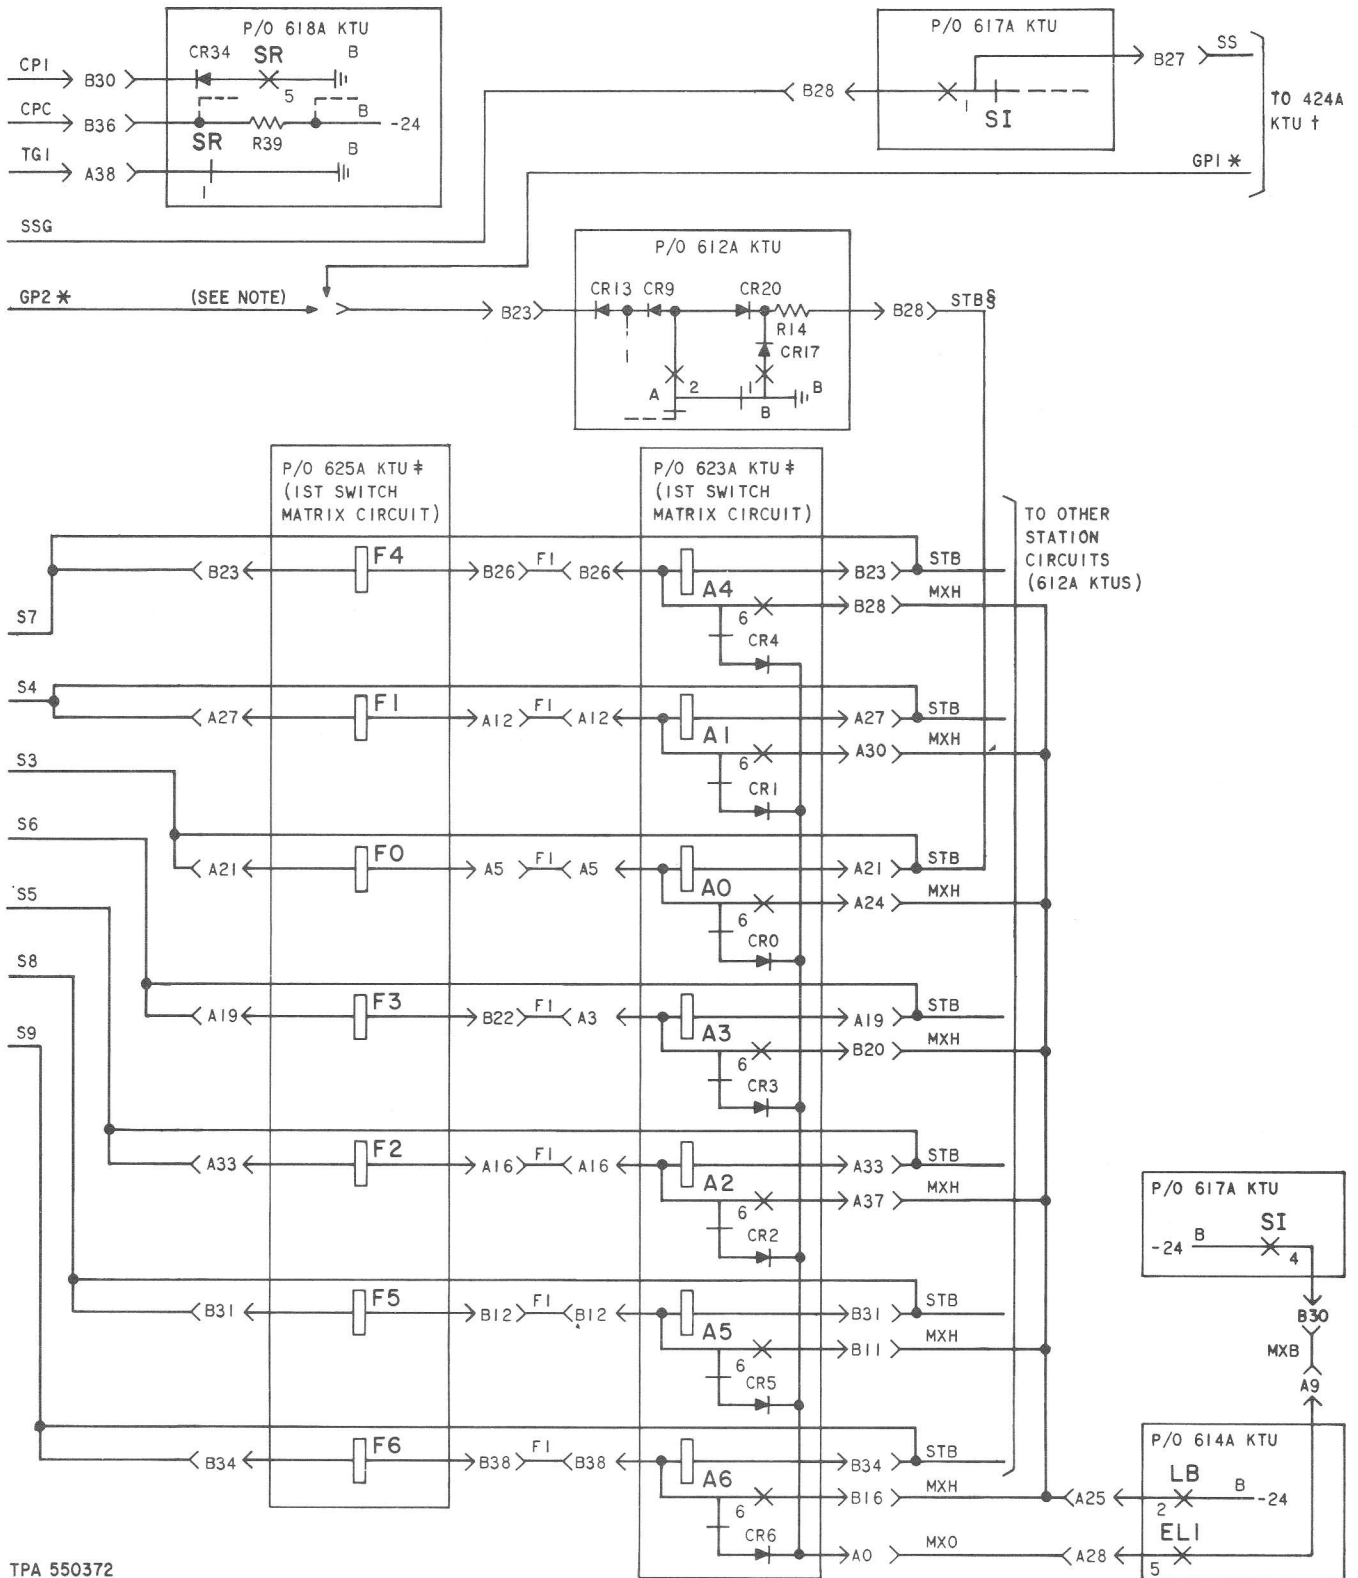 P/O 618A KTU
CR34 SR B
CPI B30 5
CPC B36 B -24
SR R39 B
TGI A38 1
SSG
P/O 617A KTU
B27 SS
B28 1 SI
TO 424A
KTU †
GPI *
P/O 612A KTU
GP2 * (SEE NOTE) B23 CR13 CR9 CR20 B28 STB§
R14
CR17
A 2 1 B B
P/O 625A KTU ‡
(1ST SWITCH
MATRIX CIRCUIT)
P/O 623A KTU ‡
(1ST SWITCH
MATRIX CIRCUIT)
TO OTHER
STATION
CIRCUITS
(612A KTUS)
B23 F4 B26 F1 B26 A4 B23 STB
S7 6 B28 MXH
CR4
S4
A27 F1 A12 F1 A12 A1 A27 STB
6 A30 MXH
CR1
S3
S6
A21 F0 A5 F1 A5 A0 A21 STB
S5 6 A24 MXH
CR0
S8
A19 F3 B22 F1 A3 A3 A19 STB
S9 6 B20 MXH
CR3
A33 F2 A16 F1 A16 A2 A33 STB
6 A37 MXH
CR2
P/O 617A KTU
-24 B SI 4
B31 F5 B12 F1 B12 A5 B31 STB
6 B11 MXH
CR5
B30
MXB
A9
B34 F6 B38 F1 B38 A6 B34 STB
6 B16 MXH A25
CR6 A0 MXO A28
P/O 614A KTU
LB B
2 -24
EL1
5
TPA 550372